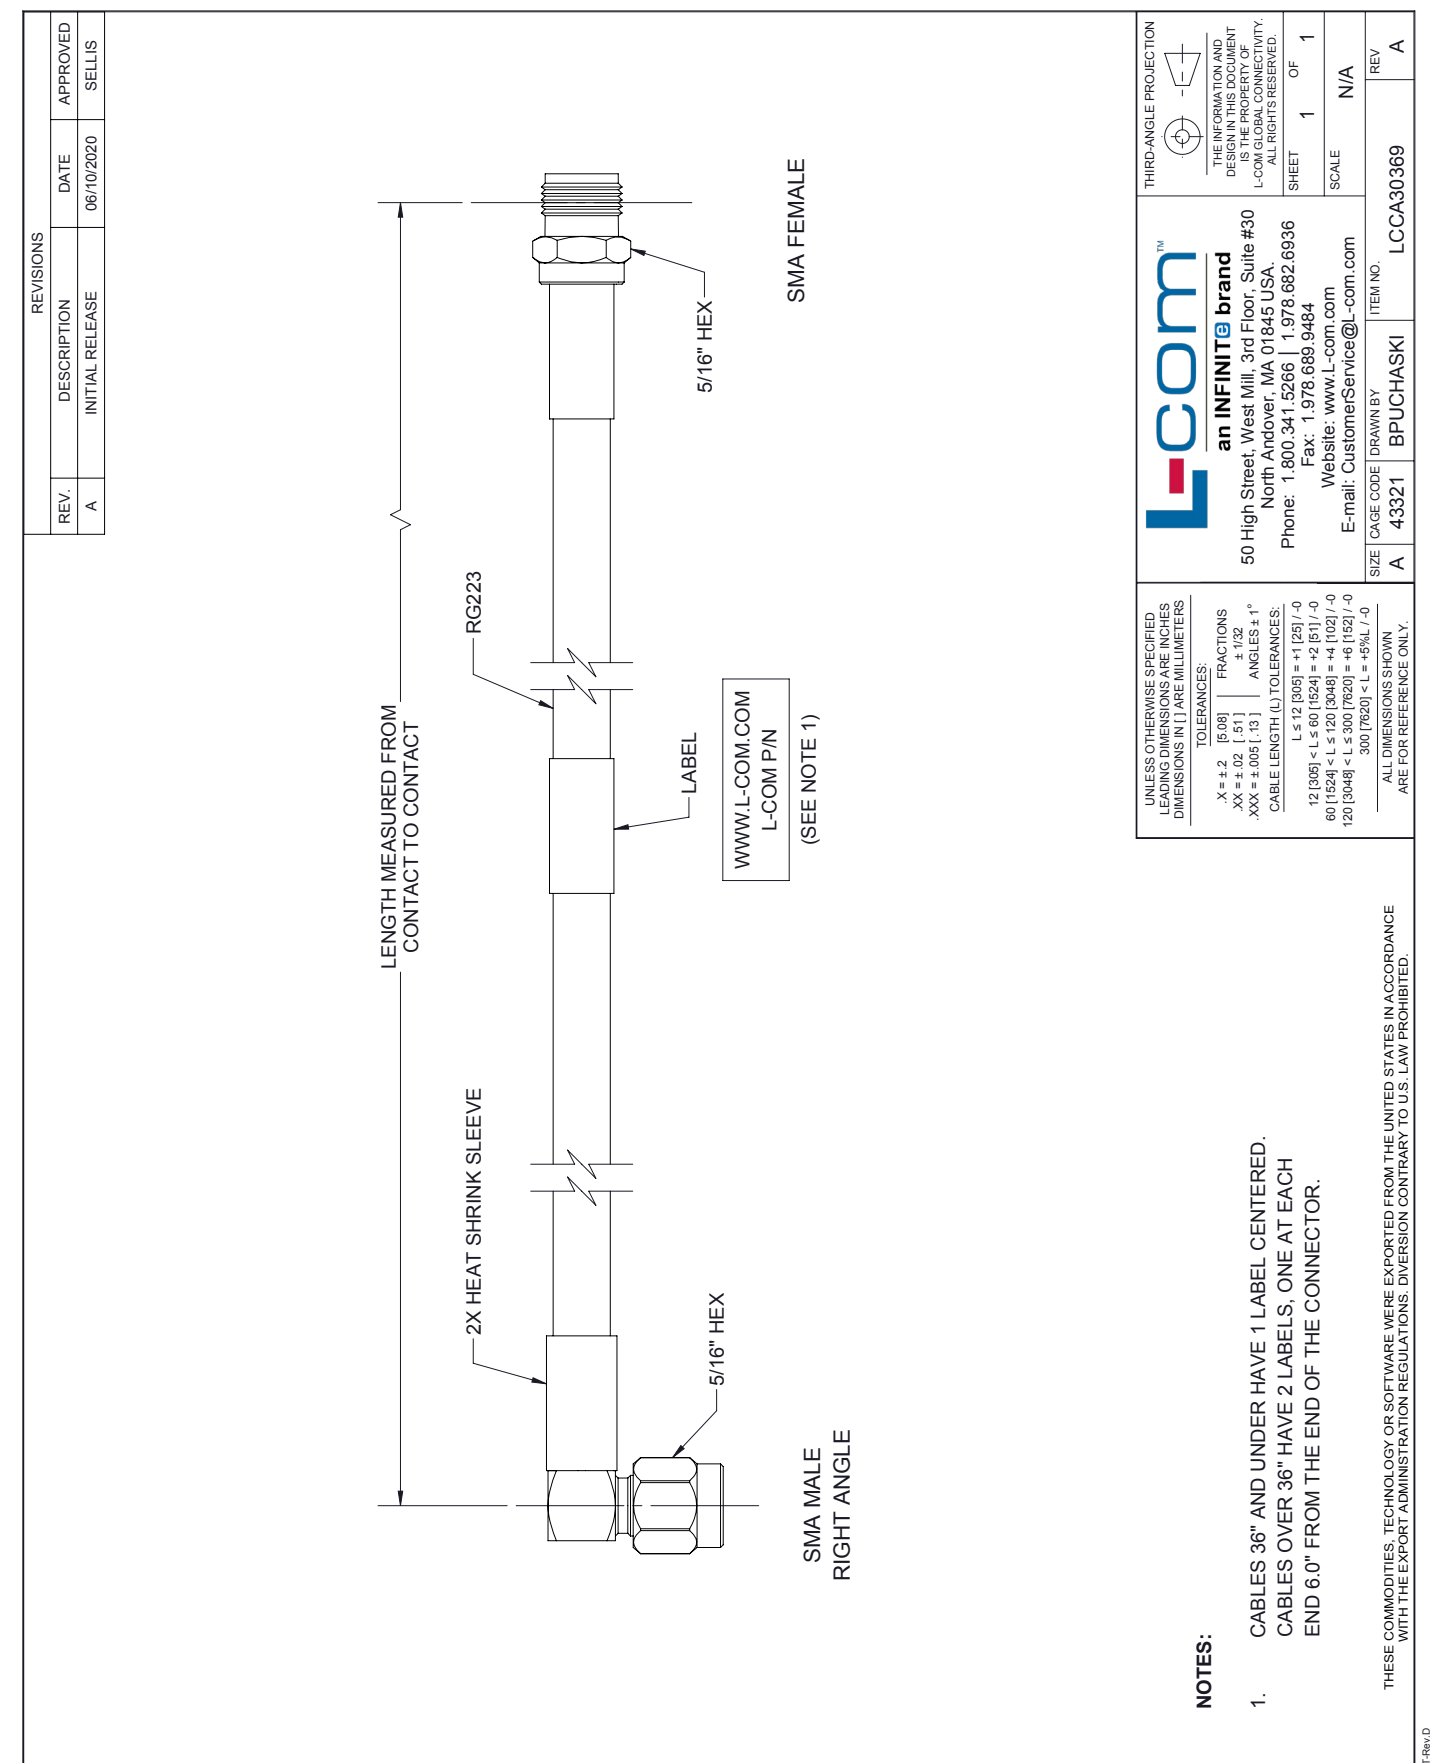 REVISIONS
REV. DESCRIPTION DATE APPROVED
A INITIAL RELEASE 06/10/2020 SELLIS
LENGTH MEASURED FROM
CONTACT TO CONTACT
2X HEAT SHRINK SLEEVE
RG223
5/16" HEX
LABEL
5/16" HEX
WWW.L-COM.COM
L-COM P/N
(SEE NOTE 1)
SMA MALE
RIGHT ANGLE
SMA FEMALE
NOTES:
1. CABLES 36" AND UNDER HAVE 1 LABEL CENTERED.
CABLES OVER 36" HAVE 2 LABELS, ONE AT EACH
END 6.0" FROM THE END OF THE CONNECTOR.
THESE COMMODITIES, TECHNOLOGY OR SOFTWARE WERE EXPORTED FROM THE UNITED STATES IN ACCORDANCE
WITH THE EXPORT ADMINISTRATION REGULATIONS. DIVERSION CONTRARY TO U.S. LAW PROHIBITED.
UNLESS OTHERWISE SPECIFIED
LEADING DIMENSIONS ARE INCHES
DIMENSIONS IN [ ] ARE MILLIMETERS
TOLERANCES:
.X = ± .2 [5.08] FRACTIONS
.XX = ± .02 [ .51 ] ± 1/32
.XXX = ± .005 [ .13 ] ANGLES ± 1°
CABLE LENGTH (L) TOLERANCES:
L ≤ 12 [305] = +1 [25] / -0
12 [305] < L ≤ 60 [1524] = +2 [51] / -0
60 [1524] < L ≤ 120 [3048] = +4 [102] / -0
120 [3048] < L ≤ 300 [7620] = +6 [152] / -0
300 [7620] < L = +5%L / -0
ALL DIMENSIONS SHOWN
ARE FOR REFERENCE ONLY.
L-com™
an INFINITe brand
50 High Street, West Mill, 3rd Floor, Suite #30
North Andover, MA 01845 USA.
Phone: 1.800.341.5266 | 1.978.682.6936
Fax: 1.978.689.9484
Website: www.L-com.com
E-mail: CustomerService@L-com.com
THIRD-ANGLE PROJECTION
THE INFORMATION AND
DESIGN IN THIS DOCUMENT
IS THE PROPERTY OF
L-COM GLOBAL CONNECTIVITY.
ALL RIGHTS RESERVED.
SHEET 1 OF 1
SCALE N/A
SIZE CAGE CODE DRAWN BY ITEM NO. REV
A 43321 BPUCHASKI LCCA30369 A
T-Rev.D